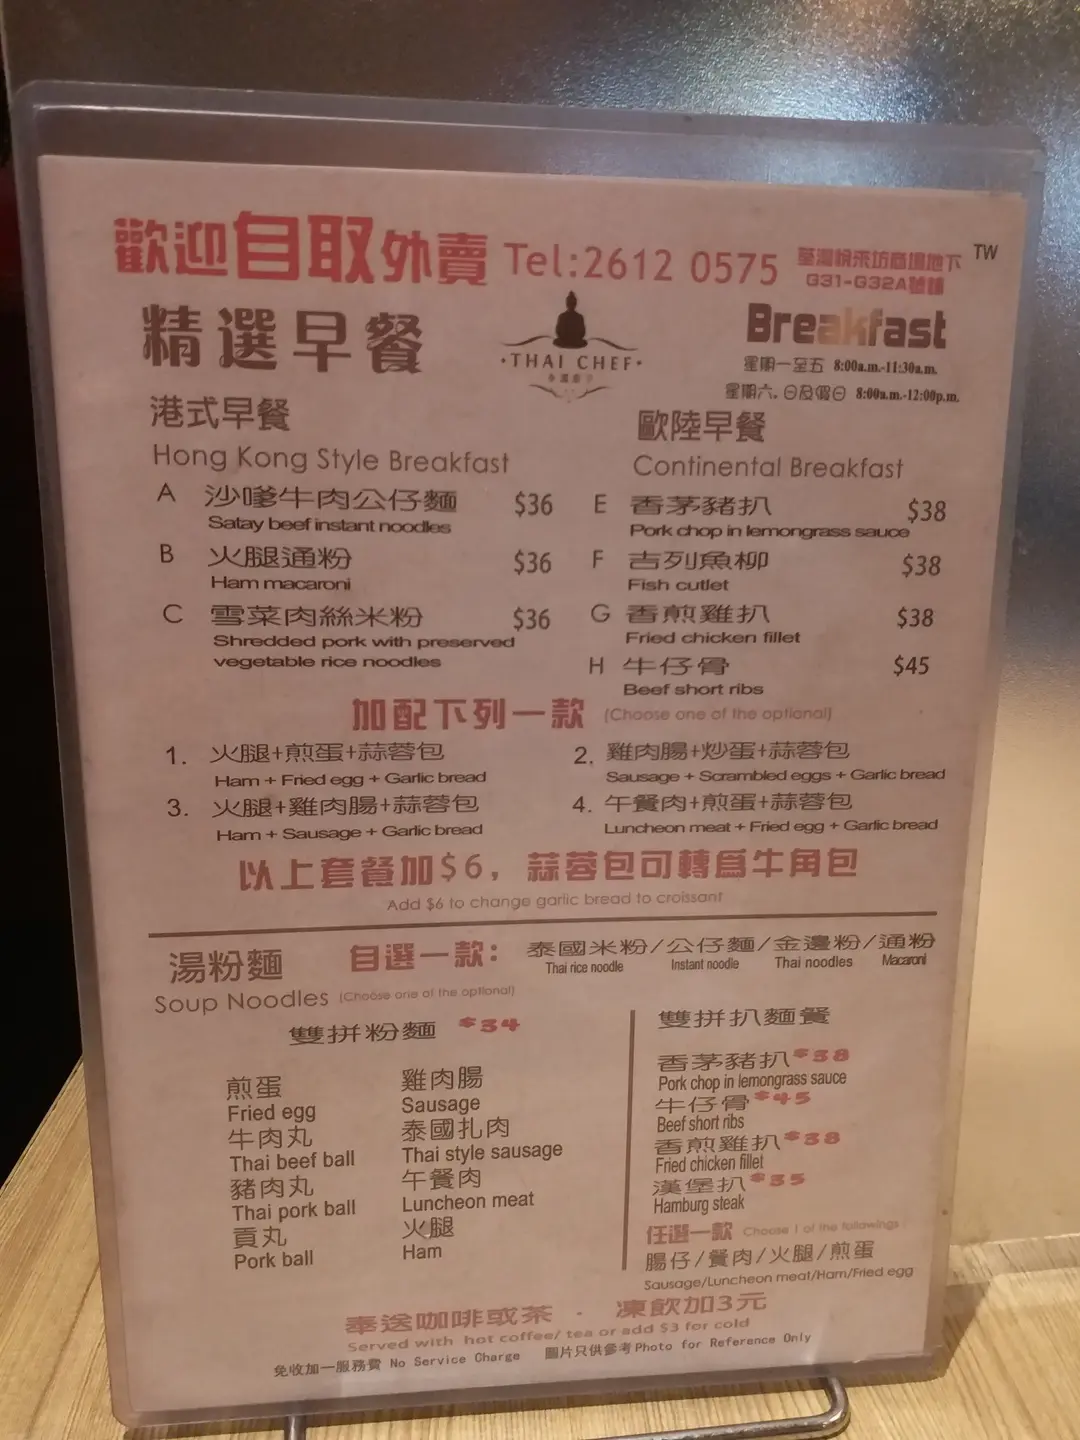 歡迎自取外賣 Tel:2612 0575 荃灣悅來坊商場地下 TW
G31-G32A號鋪
精選早餐
·THAI CHEF·
Breakfast
星期一至五 8:00a.m.-11:30a.m.
星期六,日及假日 8:00a.m.-12:00p.m.
港式早餐
Hong Kong Style Breakfast
A 沙嗲牛肉公仔麵 $36
Satay beef instant noodles
B 火腿通粉 $36
Ham macaroni
C 雪菜肉絲米粉 $36
Shredded pork with preserved
vegetable rice noodles
歐陸早餐
Continental Breakfast
E 香茅豬扒 $38
Pork chop in lemongrass sauce
F 吉列魚柳 $38
Fish cutlet
G 香煎雞扒 $38
Fried chicken fillet
H 牛仔骨 $45
Beef short ribs
加配下列一款 (Choose one of the optional)
1. 火腿+煎蛋+蒜蓉包
Ham + Fried egg + Garlic bread
2. 雞肉腸+炒蛋+蒜蓉包
Sausage + Scrambled eggs + Garlic bread
3. 火腿+雞肉腸+蒜蓉包
Ham + Sausage + Garlic bread
4. 午餐肉+煎蛋+蒜蓉包
Luncheon meat + Fried egg + Garlic bread
以上套餐加$6, 蒜蓉包可轉爲牛角包
Add $6 to change garlic bread to croissant
湯粉麵 自選一款: 泰國米粉/公仔麵/金邊粉/通粉
Thai rice noodle Instant noodle Thai noodles Macaroni
Soup Noodles (Choose one of the optional)
雙拼粉麵 $34
煎蛋
Fried egg
牛肉丸
Thai beef ball
豬肉丸
Thai pork ball
貢丸
Pork ball
雞肉腸
Sausage
泰國扎肉
Thai style sausage
午餐肉
Luncheon meat
火腿
Ham
雙拼扒麵餐
香茅豬扒 $38
Pork chop in lemongrass sauce
牛仔骨 $45
Beef short ribs
香煎雞扒 $38
Fried chicken fillet
漢堡扒 $35
Hamburg steak
任選一款 Choose 1 of the followings
腸仔/餐肉/火腿/煎蛋
Sausage/Luncheon meat/Ham/Fried egg
奉送咖啡或茶 · 凍飲加3元
Served with hot coffee/ tea or add $3 for cold
免收加一服務費 No Service Charge 圖片只供參考 Photo for Reference Only